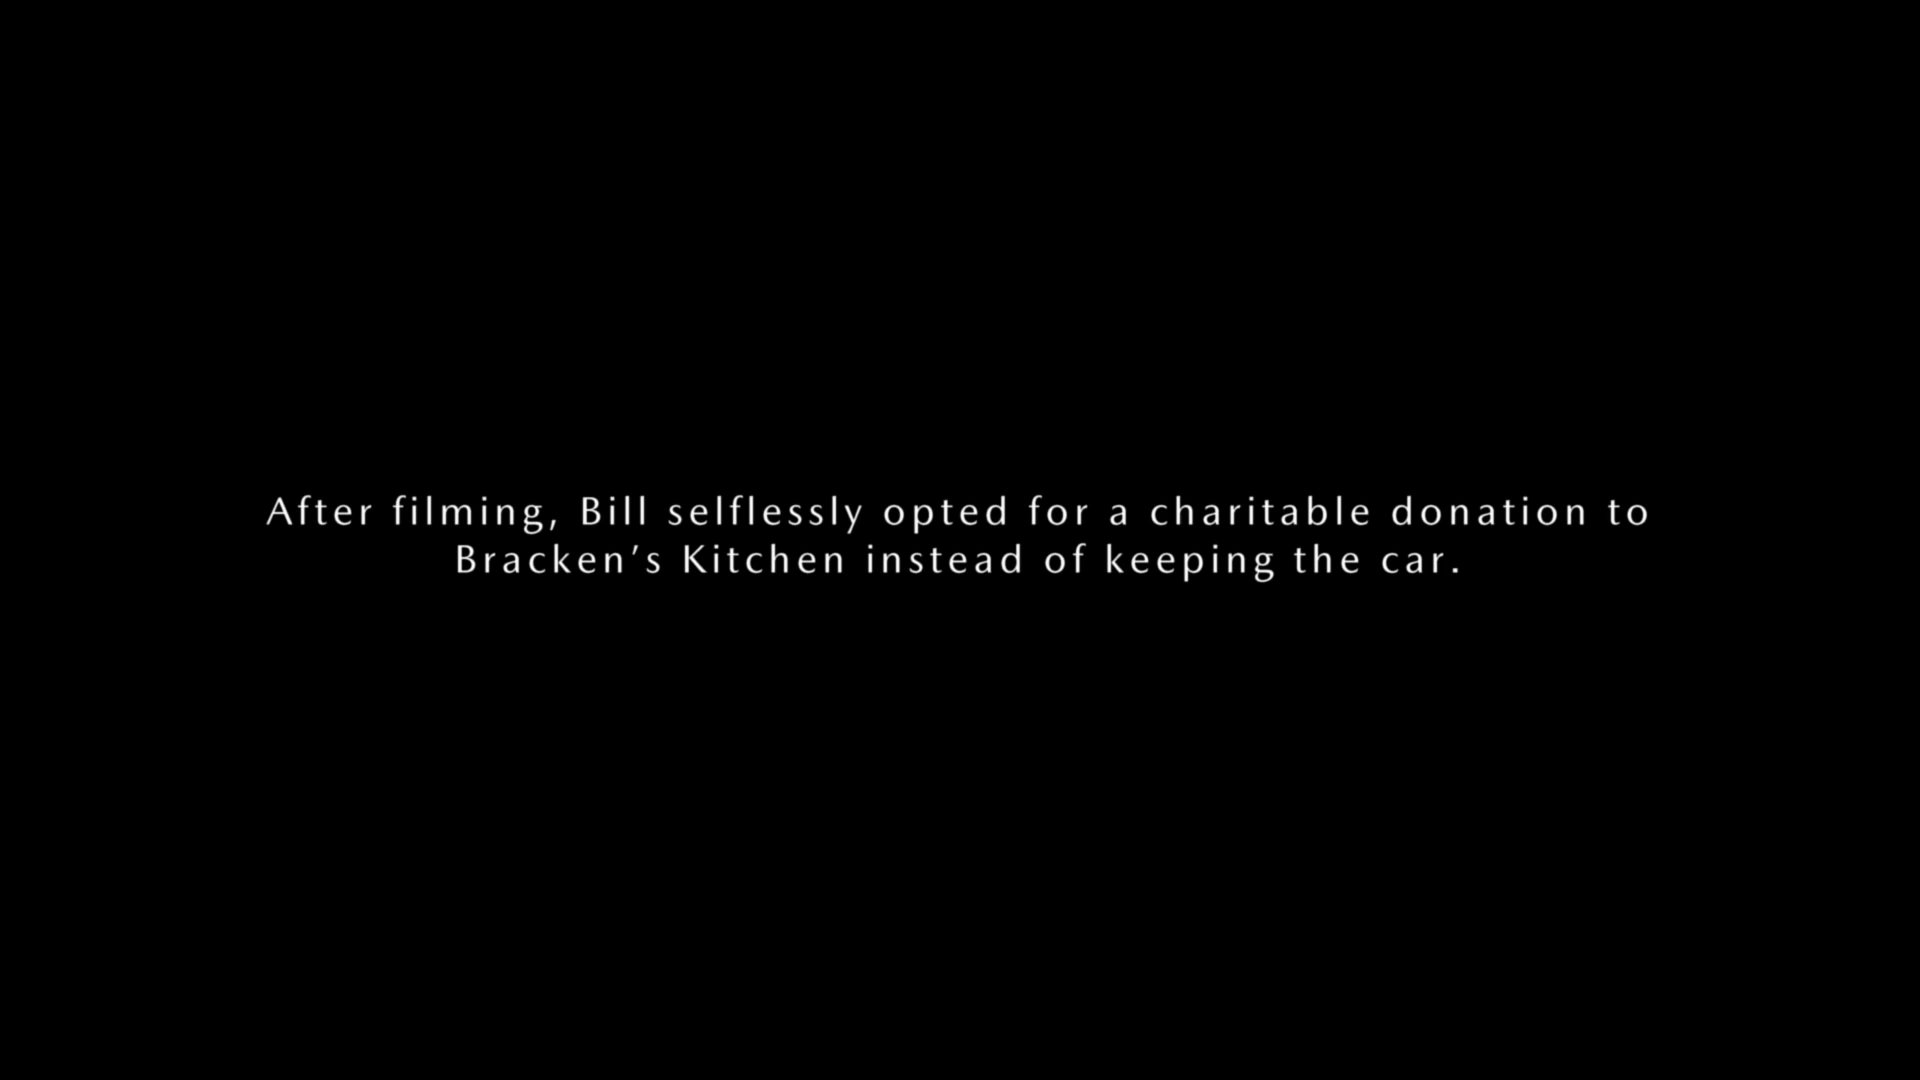 After filming, Bill selflessly opted for a charitable donation to
Bracken’s Kitchen instead of keeping the car.